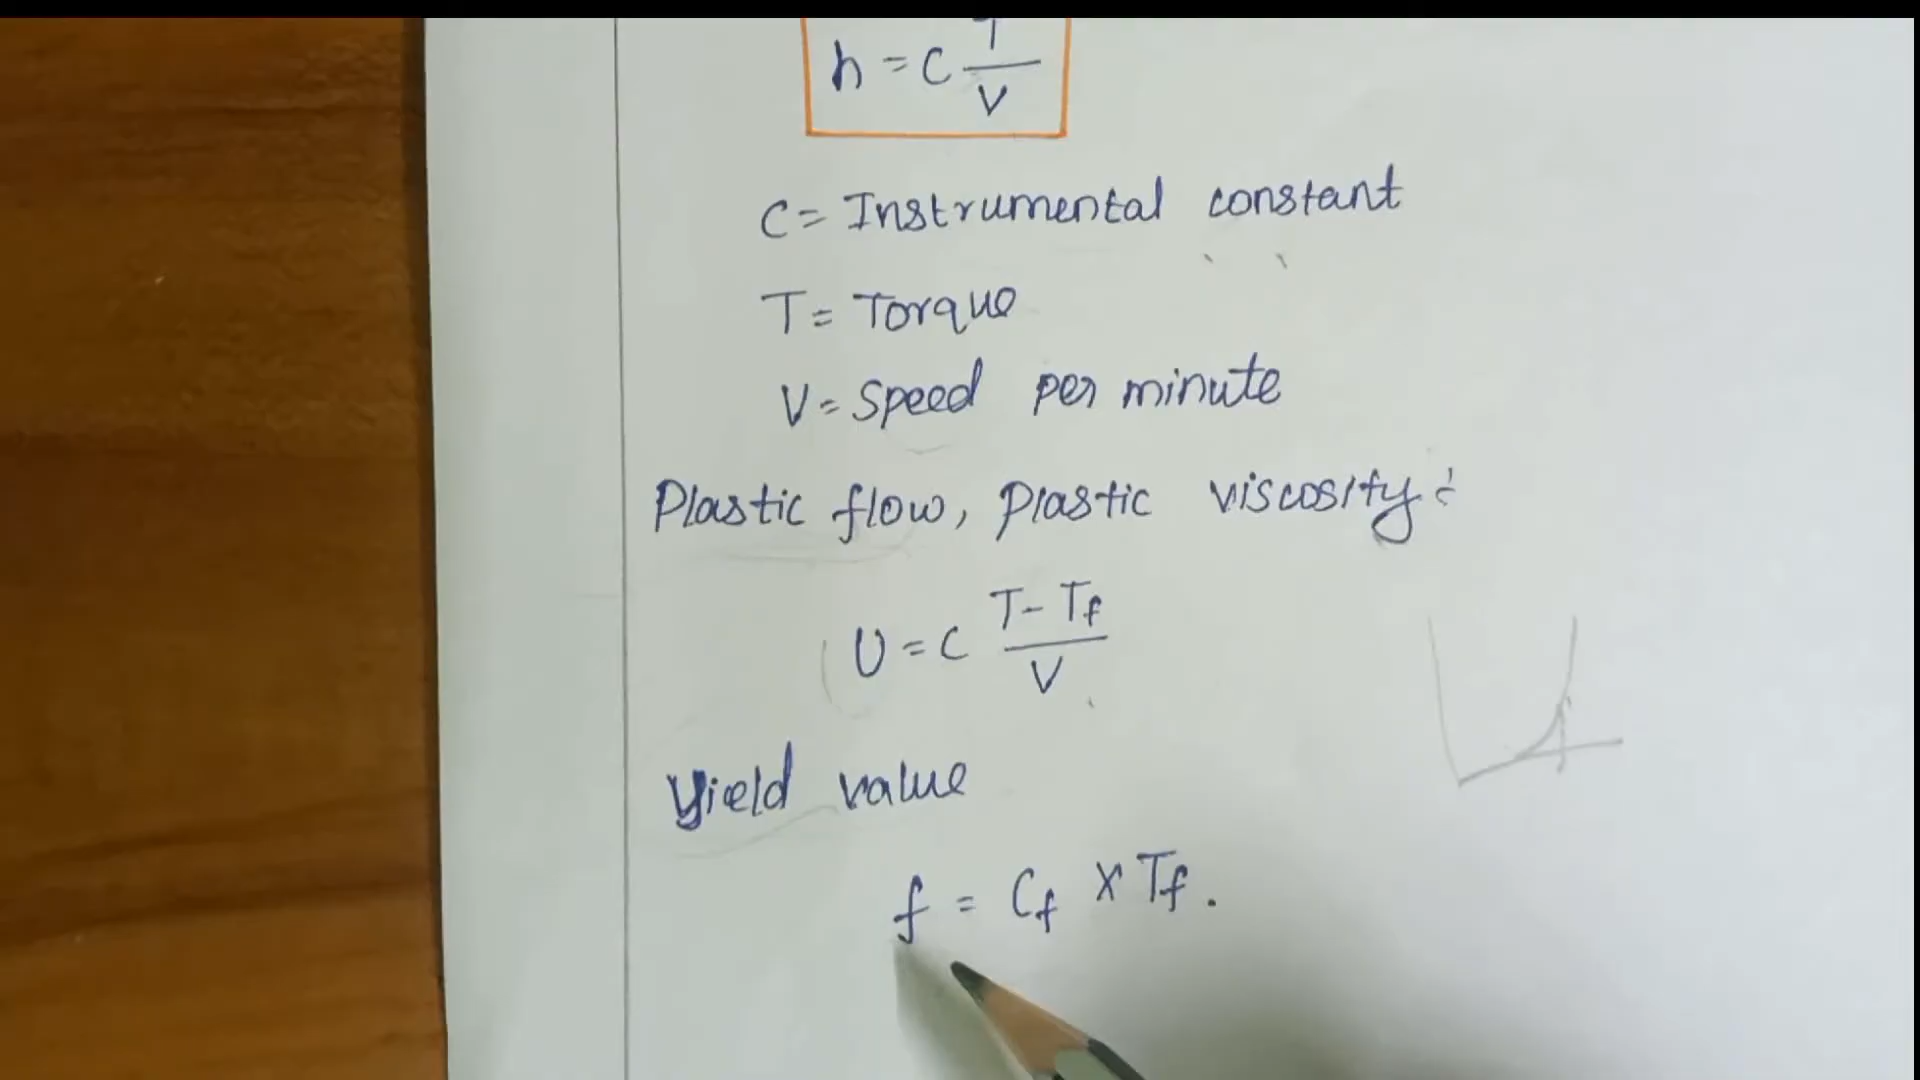 h = C T/V
C = Instrumental constant
T = Torque
V = Speed per minute
Plastic flow, Plastic viscosity :
U = C (T - Tf)/V
Yield value
f = Cf x Tf.